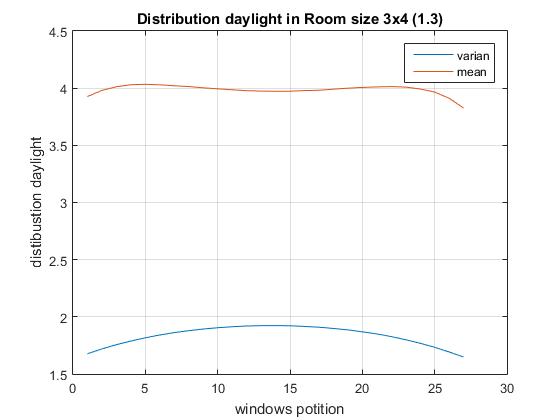 Distribution daylight in Room size 3x4 (1.3)
4.5
varian
mean
4
3.5
3
2.5
2
1.5
distibustion daylight
0 5 10 15 20 25 30
windows potition